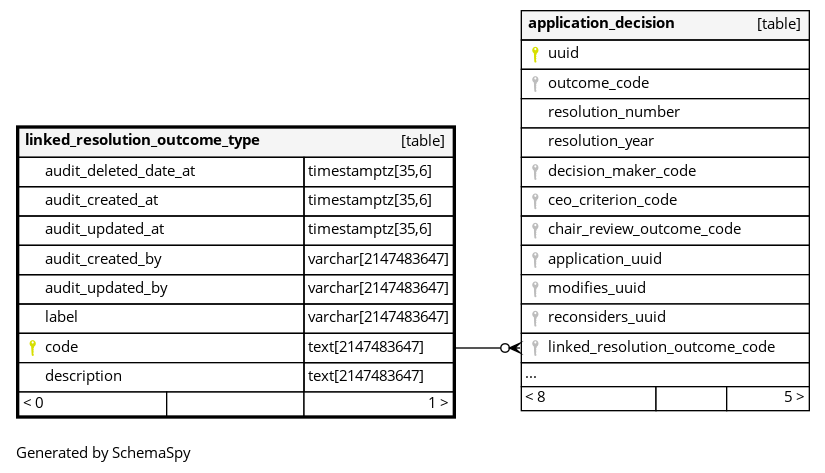 linked_resolution_outcome_type [table]
audit_deleted_date_at timestamptz[35,6]
audit_created_at timestamptz[35,6]
audit_updated_at timestamptz[35,6]
audit_created_by varchar[2147483647]
audit_updated_by varchar[2147483647]
label varchar[2147483647]
code text[2147483647]
description text[2147483647]
< 0 1 >
application_decision [table]
uuid
outcome_code
resolution_number
resolution_year
decision_maker_code
ceo_criterion_code
chair_review_outcome_code
application_uuid
modifies_uuid
reconsiders_uuid
linked_resolution_outcome_code
...
< 8 5 >
Generated by SchemaSpy